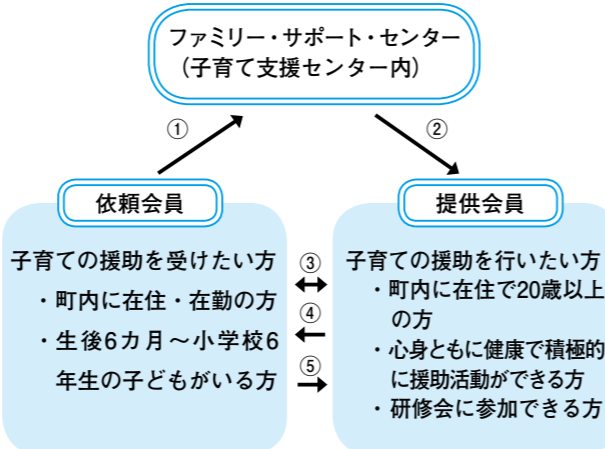 ファミリー・サポート・センター
（子育て支援センター内）
①
②
依頼会員
提供会員
子育ての援助を受けたい方
・町内に在住・在勤の方
・生後6カ月～小学校6
年生の子どもがいる方
③
④
⑤
子育ての援助を行いたい方
・町内に在住で20歳以上
の方
・心身ともに健康で積極的
に援助活動ができる方
・研修会に参加できる方